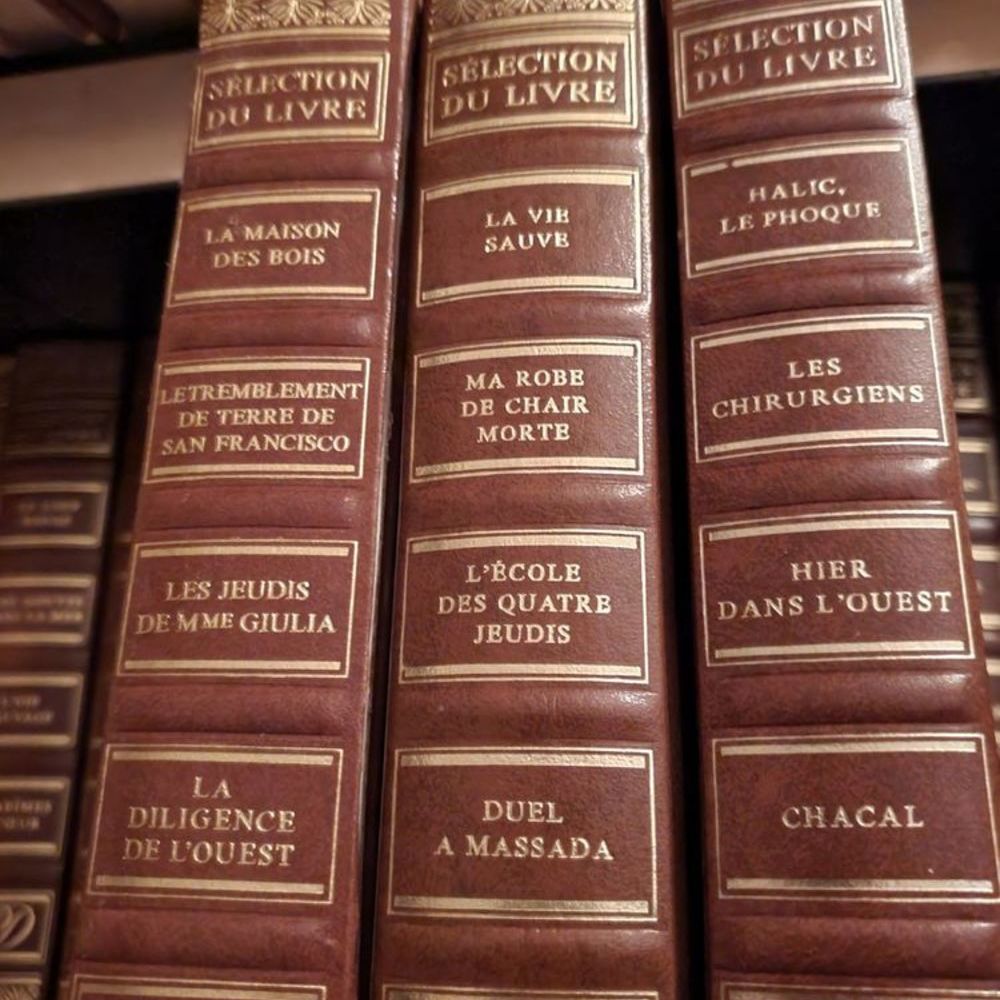 SÉLECTION
DU LIVRE
LA MAISON
DES BOIS
LE TREMBLEMENT
DE TERRE DE
SAN FRANCISCO
LES JEUDIS
DE MME GIULIA
LA
DILIGENCE
DE L'OUEST
SÉLECTION
DU LIVRE
LA VIE
SAUVE
MA ROBE
DE CHAIR
MORTE
L'ÉCOLE
DES QUATRE
JEUDIS
DUEL
A MASSADA
SÉLECTION
DU LIVRE
HALIC,
LE PHOQUE
LES
CHIRURGIENS
HIER
DANS L'OUEST
CHACAL